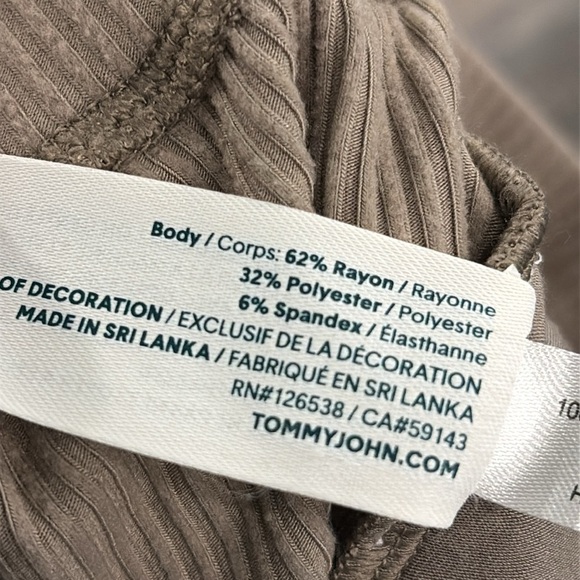 Body / Corps: 62% Rayon / Rayonne
32% Polyester / Polyester
6% Spandex / Élasthanne
OF DECORATION / EXCLUSIF DE LA DÉCORATION
MADE IN SRI LANKA / FABRIQUÉ EN SRI LANKA
RN#126538 / CA#59143
TOMMYJOHN.COM